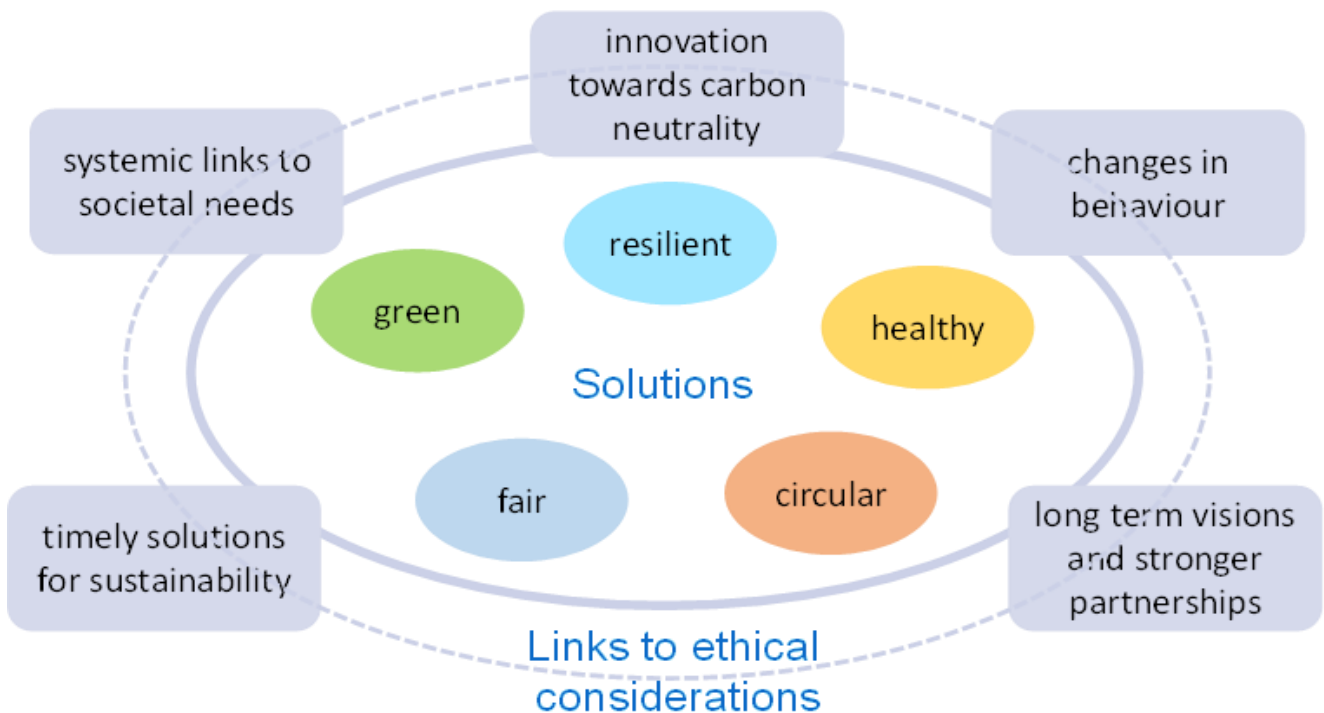 innovation
towards carbon
neutrality
systemic links to
societal needs
changes in
behaviour
resilient
green
healthy
Solutions
fair
circular
timely solutions
for sustainability
long term visions
and stronger
partnerships
Links to ethical
considerations